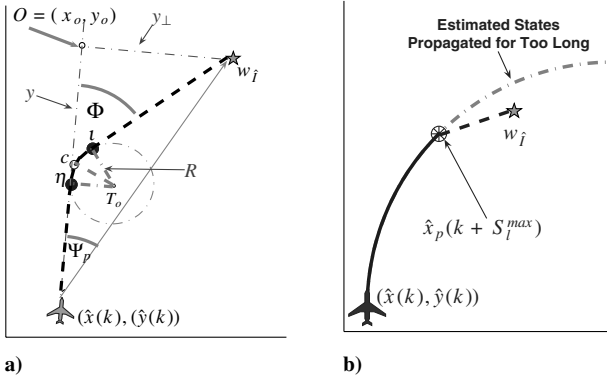 O = ( x_o, y_o )
y_⊥
w_Î
y
Φ
ι
c
η
R
T_o
Ψ_p
(x̂(k), (ŷ(k))
a)
Estimated States
Propagated for Too Long
w_Î
x̂_p(k + S_l^{max})
(x̂(k), ŷ(k))
b)